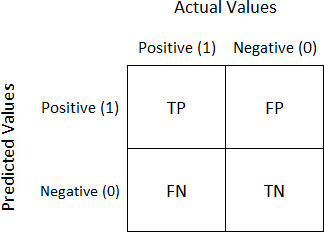 Actual Values
Positive (1) Negative (0)
Predicted Values
Positive (1) TP FP
Negative (0) FN TN